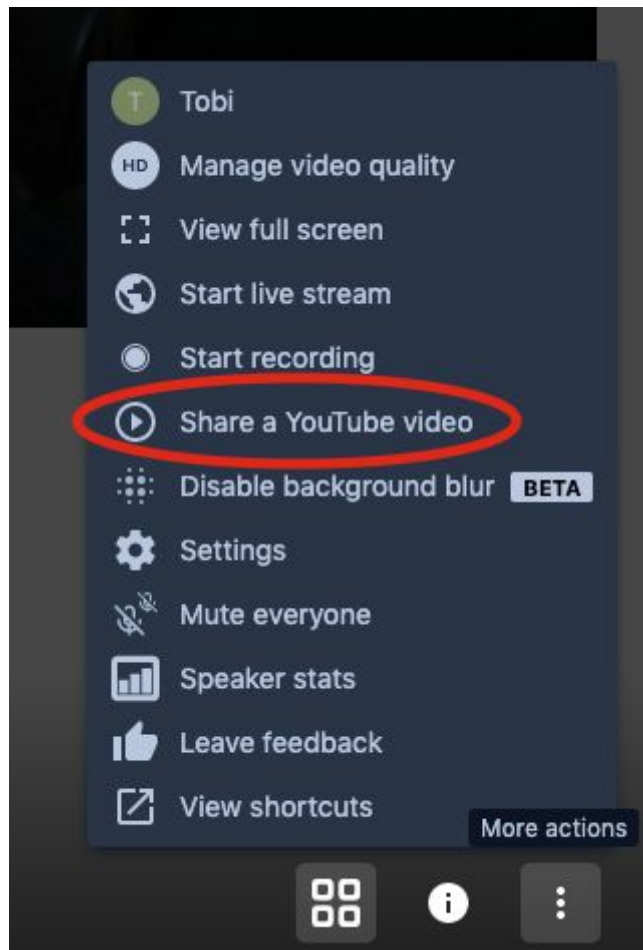 T Tobi
HD Manage video quality
View full screen
Start live stream
Start recording
Share a YouTube video
Disable background blur BETA
Settings
Mute everyone
Speaker stats
Leave feedback
View shortcuts
More actions